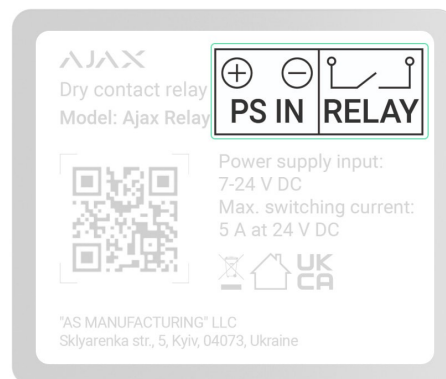 AJAX
Dry contact relay
Model: Ajax Relay
+ −
PS IN
RELAY
Power supply input:
7-24 V DC
Max. switching current:
5 A at 24 V DC
UK
CA
"AS MANUFACTURING" LLC
Sklyarenka str., 5, Kyiv, 04073, Ukraine